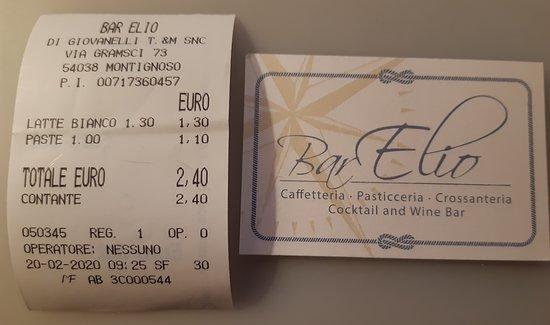 BAR ELIO
DI GIOVANELLI T. &M SNC
VIA GRAMSCI 73
54038 MONTIGNOSO
P.I. 00717360457
EURO
LATTE BIANCO 1.30 1,30
PASTE 1.00 1,10
TOTALE EURO 2,40
CONTANTE 2,40
050345 REG. 1 OP. 0
OPERATORE: NESSUNO
20-02-2020 09:25 SF 30
MF AB 3C000544
Bar Elio
Caffetteria · Pasticceria · Crossanteria
Cocktail and Wine Bar